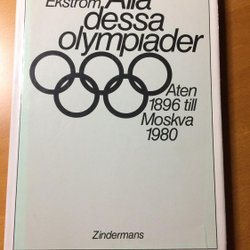 Ekström Alla
dessa
olympiader
Aten
1896 till
Moskva
1980
Zindermans